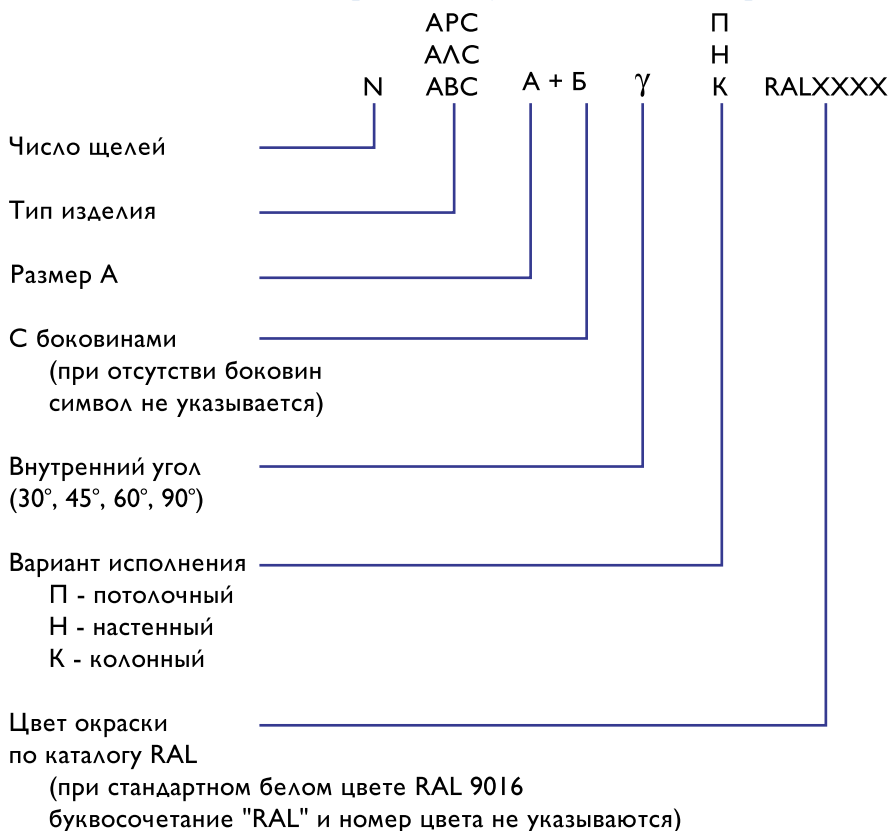 АРС П
АЛС Н
N АВС А + Б γ К RALXXXX
Число щелей
Тип изделия
Размер А
С боковинами
(при отсутстви боковин
символ не указывается)
Внутренний угол
(30°, 45°, 60°, 90°)
Вариант исполнения
П - потолочный
Н - настенный
К - колонный
Цвет окраски
по каталогу RAL
(при стандартном белом цвете RAL 9016
буквосочетание "RAL" и номер цвета не указываются)